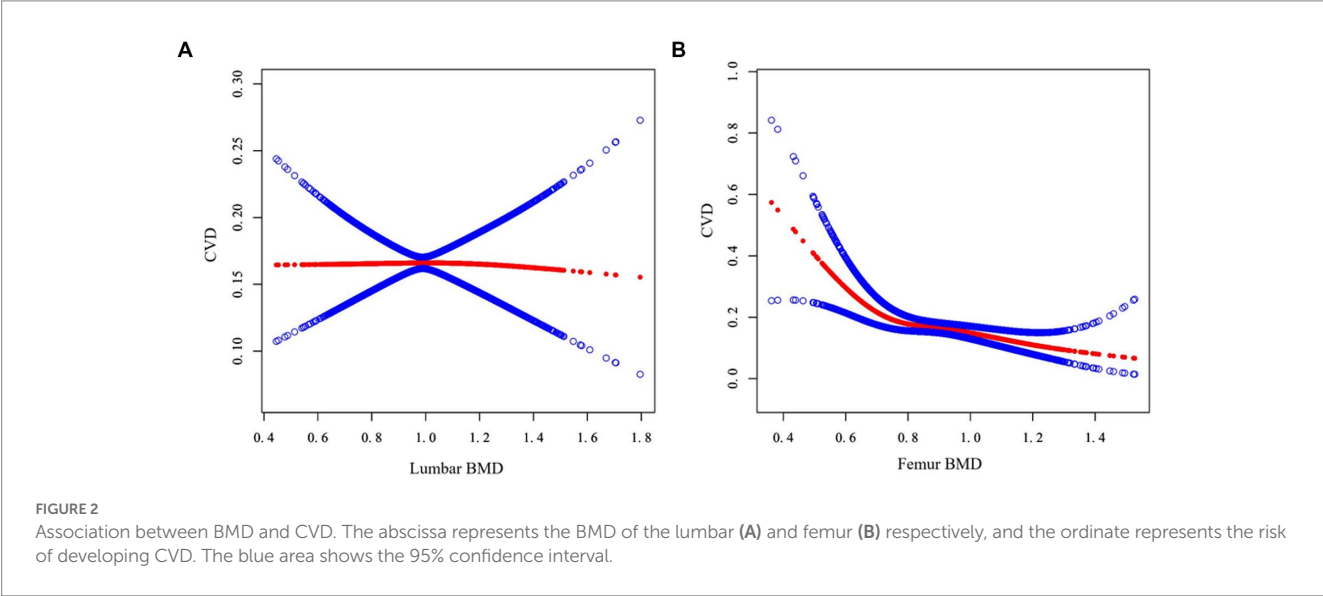 A
B
0.30
0.25
0.20
0.15
0.10
CVD
0.4 0.6 0.8 1.0 1.2 1.4 1.6 1.8
Lumbar BMD
1.0
0.8
0.6
0.4
0.2
0.0
CVD
0.4 0.6 0.8 1.0 1.2 1.4
Femur BMD
FIGURE 2
Association between BMD and CVD. The abscissa represents the BMD of the lumbar (A) and femur (B) respectively, and the ordinate represents the risk
of developing CVD. The blue area shows the 95% confidence interval.